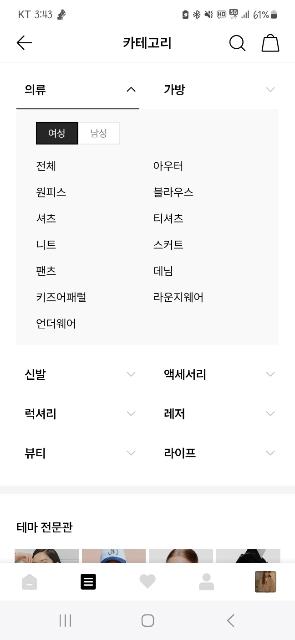 KT 3:43
61%
카테고리
의류 가방
여성 남성
전체 아우터
원피스 블라우스
셔츠 티셔츠
니트 스커트
팬츠 데님
키즈어패럴 라운지웨어
언더웨어
신발 액세서리
럭셔리 레저
뷰티 라이프
테마 전문관